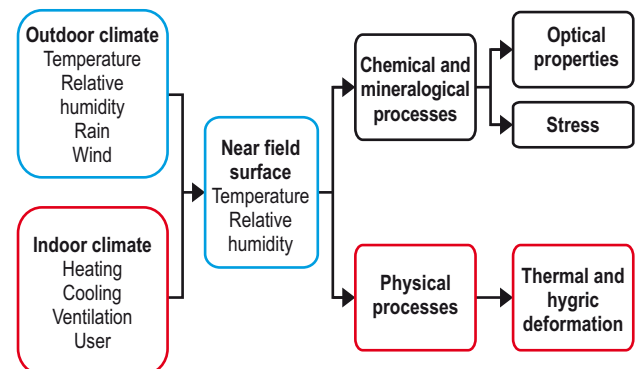 Outdoor climate
Temperature
Relative
humidity
Rain
Wind
Indoor climate
Heating
Cooling
Ventilation
User
Near field
surface
Temperature
Relative
humidity
Chemical and
mineralogical
processes
Optical
properties
Stress
Physical
processes
Thermal and
hygric
deformation